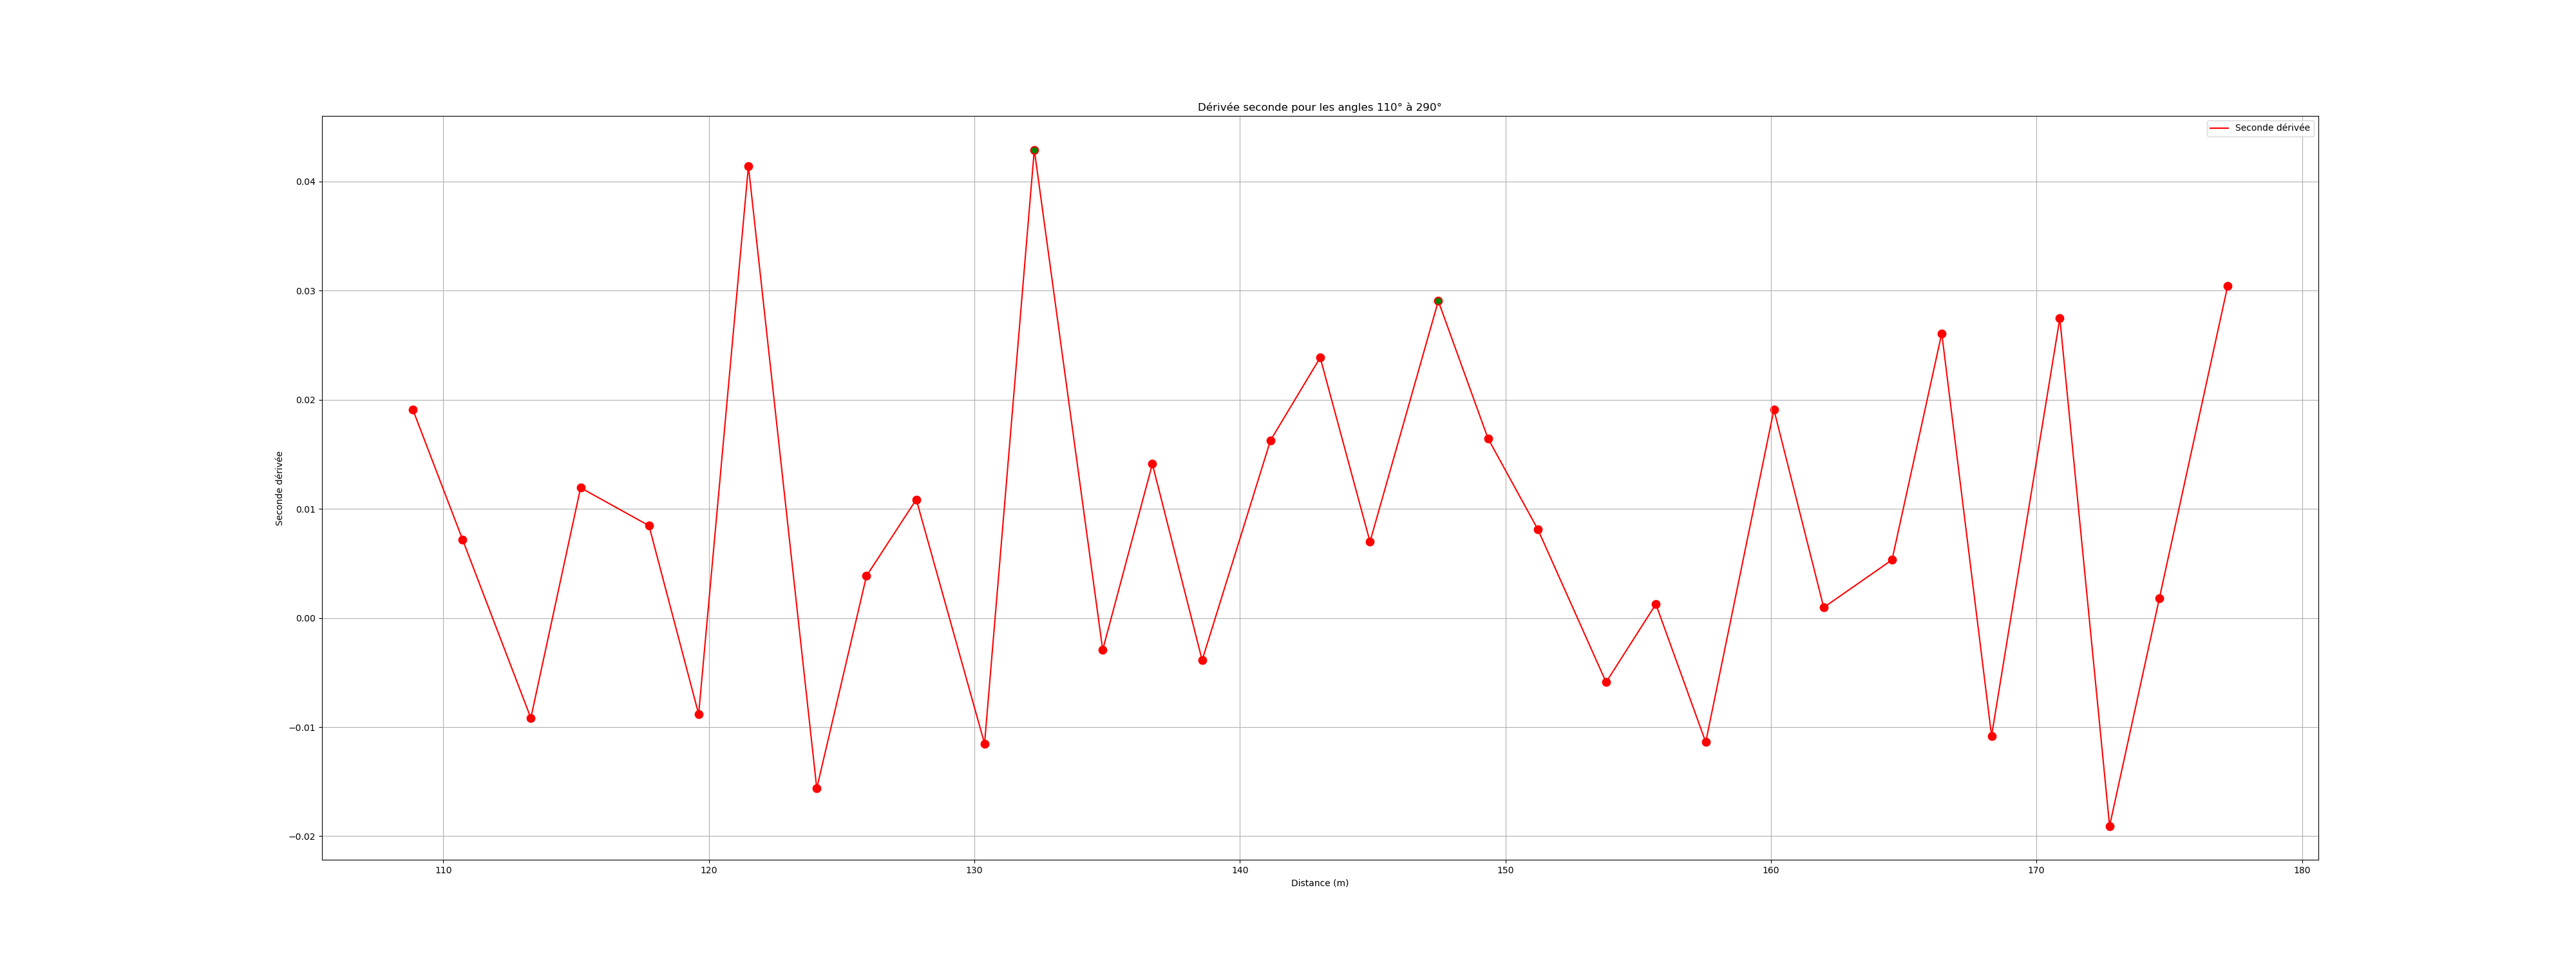 Dérivée seconde pour les angles 110° à 290°
Seconde dérivée
0.04
0.03
0.02
0.01
0.00
−0.01
−0.02
Seconde dérivée
110 120 130 140 150 160 170 180
Distance (m)